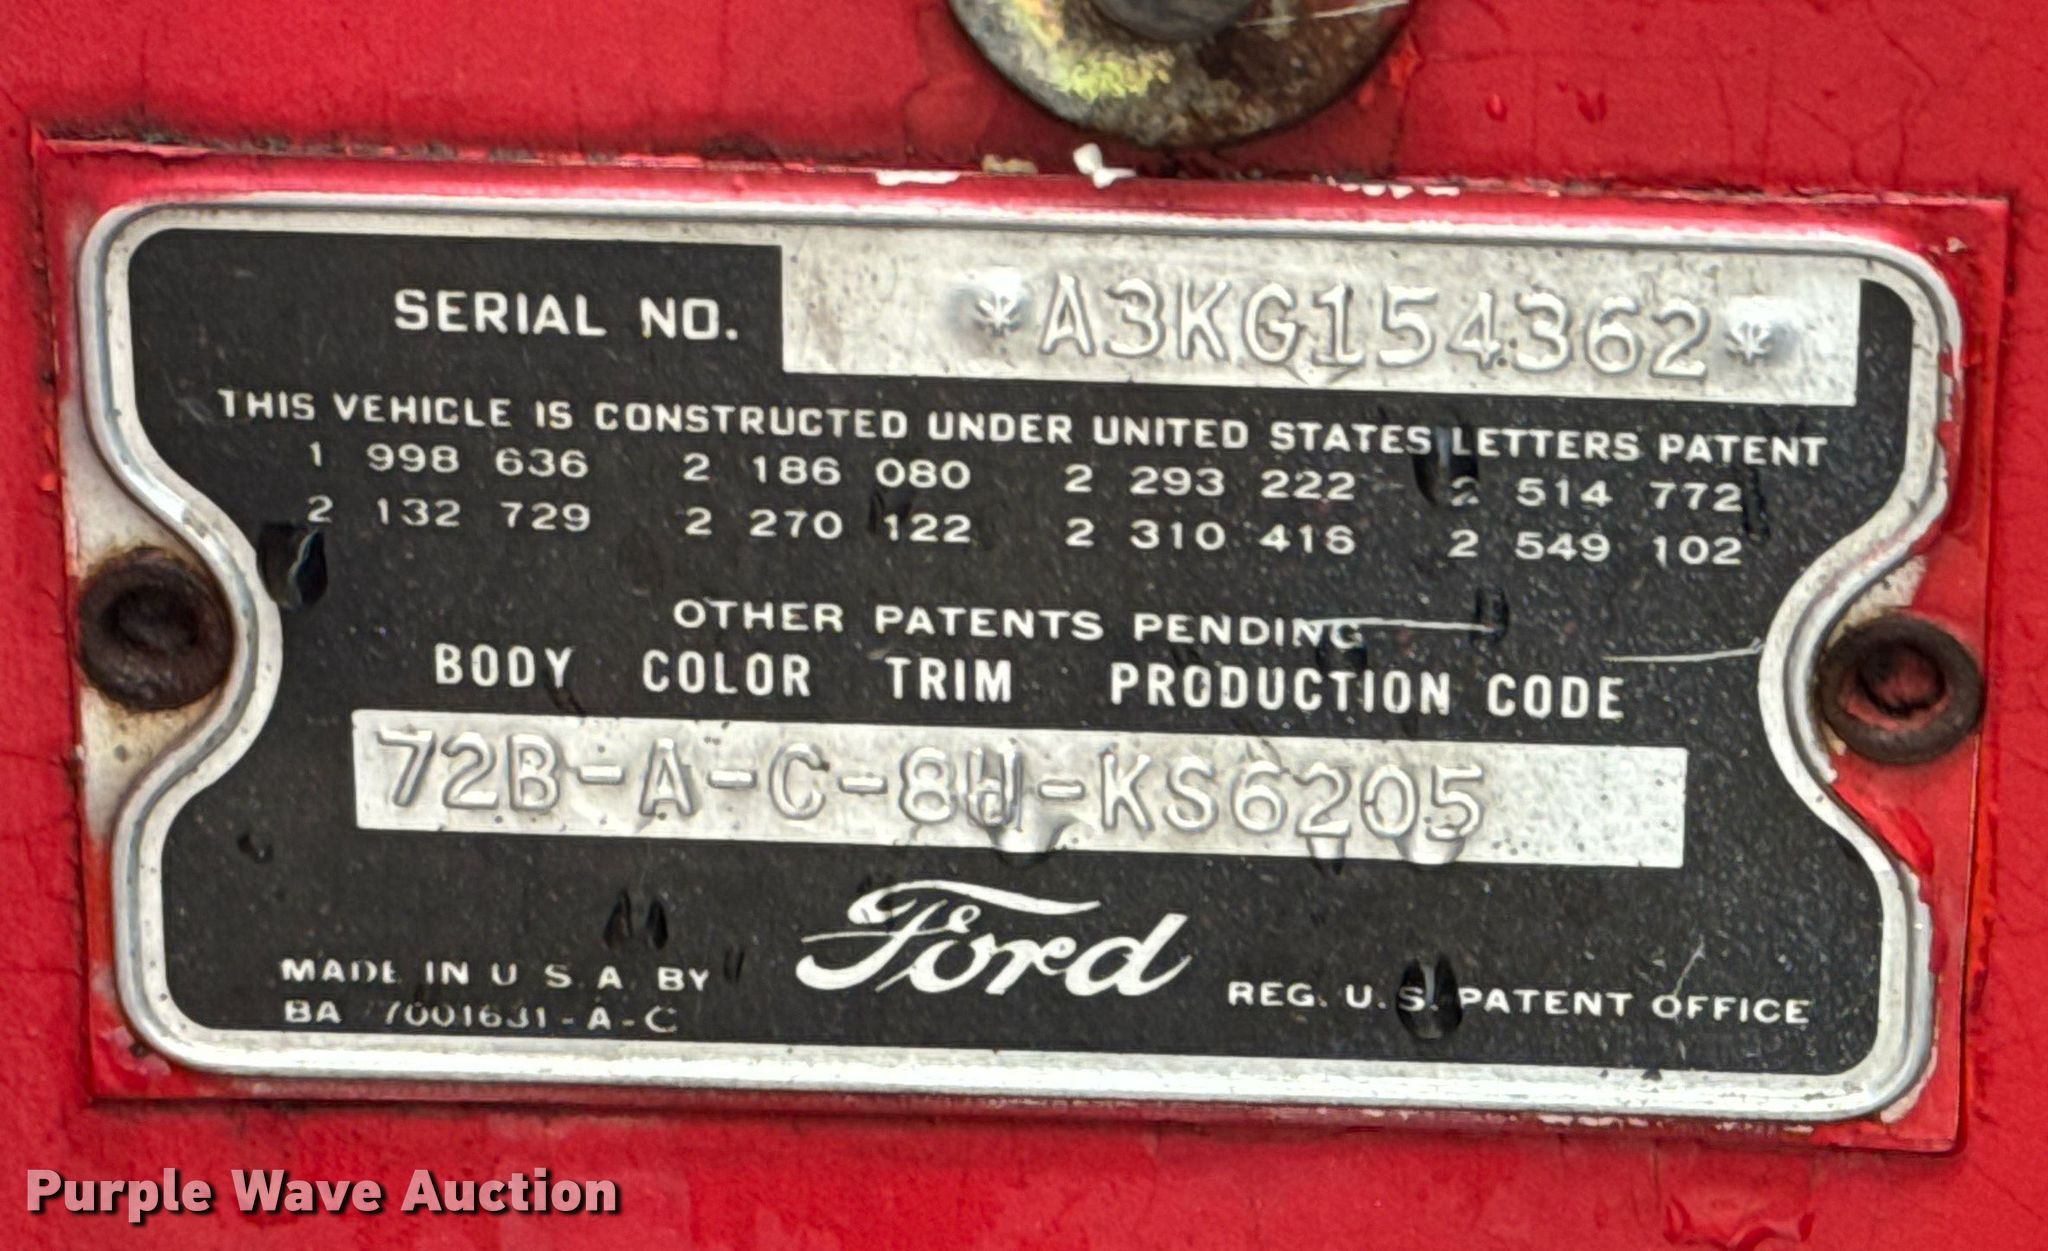 SERIAL NO. *A3KG154362*
THIS VEHICLE IS CONSTRUCTED UNDER UNITED STATES LETTERS PATENT
1 998 636 2 186 080 2 293 222 2 514 772
2 132 729 2 270 122 2 310 416 2 549 102
OTHER PATENTS PENDING
BODY COLOR TRIM PRODUCTION CODE
72B-A-C-8W-KS6205
MADE IN U S A BY Ford REG. U.S. PATENT OFFICE
BA 7001631-A-C
Purple Wave Auction